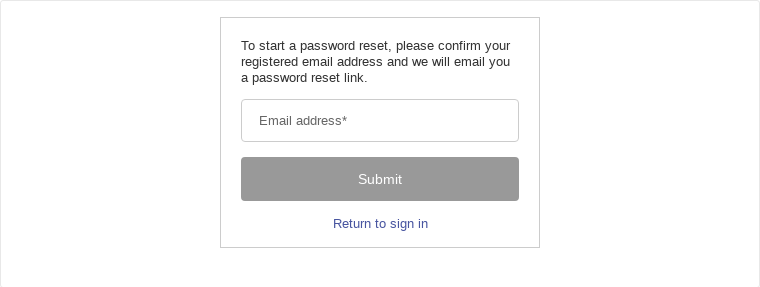 To start a password reset, please confirm your
registered email address and we will email you
a password reset link.
Email address*
Submit
Return to sign in